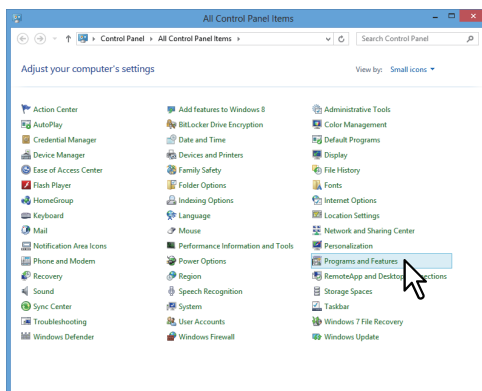 All Control Panel Items
Control Panel All Control Panel Items Search Control Panel
Adjust your computer's settings View by: Small icons
Action Center Add features to Windows 8 Administrative Tools
AutoPlay BitLocker Drive Encryption Color Management
Credential Manager Date and Time Default Programs
Device Manager Devices and Printers Display
Ease of Access Center Family Safety File History
Flash Player Folder Options Fonts
HomeGroup Indexing Options Internet Options
Keyboard Language Location Settings
Mail Mouse Network and Sharing Center
Notification Area Icons Performance Information and Tools Personalization
Phone and Modem Power Options Programs and Features
Recovery Region RemoteApp and Desktop
Sound Speech Recognition Storage Spaces
Sync Center System Taskbar
Troubleshooting User Accounts Windows 7 File Recovery
Windows Defender Windows Firewall Windows Update